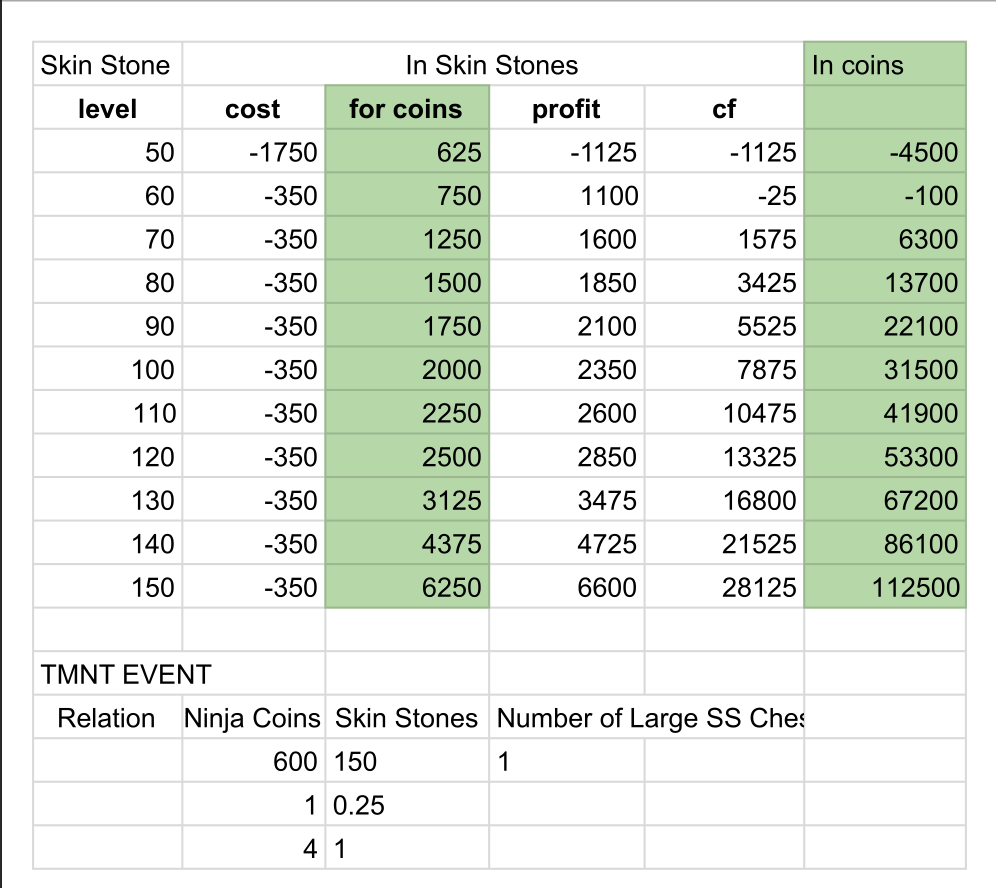 Skin Stone In Skin Stones In coins
level cost for coins profit cf
50 -1750 625 -1125 -1125 -4500
60 -350 750 1100 -25 -100
70 -350 1250 1600 1575 6300
80 -350 1500 1850 3425 13700
90 -350 1750 2100 5525 22100
100 -350 2000 2350 7875 31500
110 -350 2250 2600 10475 41900
120 -350 2500 2850 13325 53300
130 -350 3125 3475 16800 67200
140 -350 4375 4725 21525 86100
150 -350 6250 6600 28125 112500
TMNT EVENT
Relation Ninja Coins Skin Stones Number of Large SS Ches
600 150 1
1 0.25
4 1